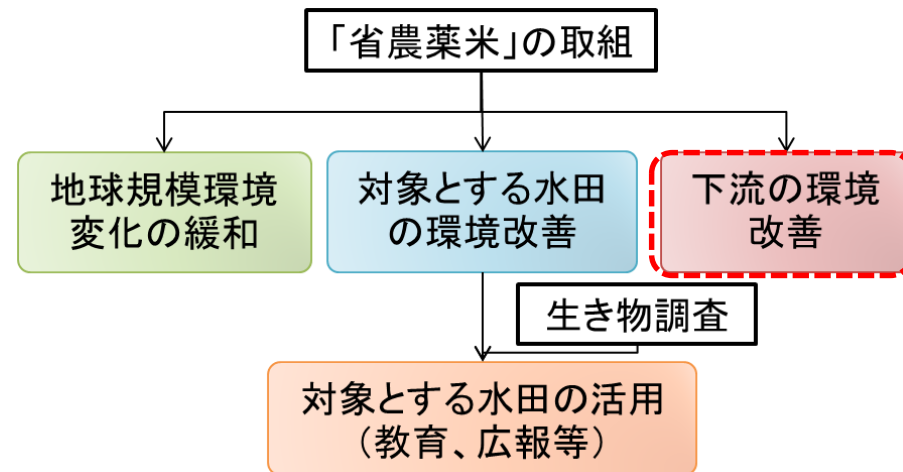 「省農薬米」の取組
地球規模環境
変化の緩和
対象とする水田
の環境改善
下流の環境
改善
生き物調査
対象とする水田の活用
（教育、広報等）